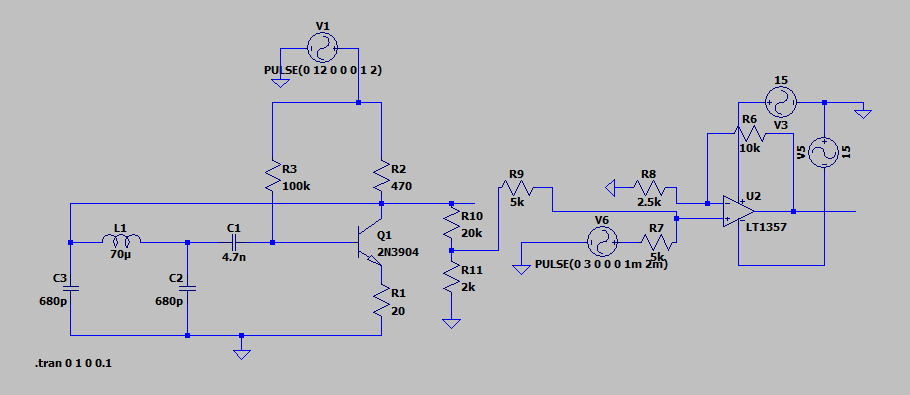 V1
PULSE(0 12 0 0 0 1 2)
15
V3
R6
10k
V5
15
R3
100k
R2
470
R9
5k
R8
2.5k
U2
LT1357
L1
70µ
C1
4.7n
Q1
2N3904
R10
20k
V6
R7
5k
PULSE(0 3 0 0 0 1m 2m)
R11
2k
C3
680p
C2
680p
R1
20
.tran 0 1 0 0.1